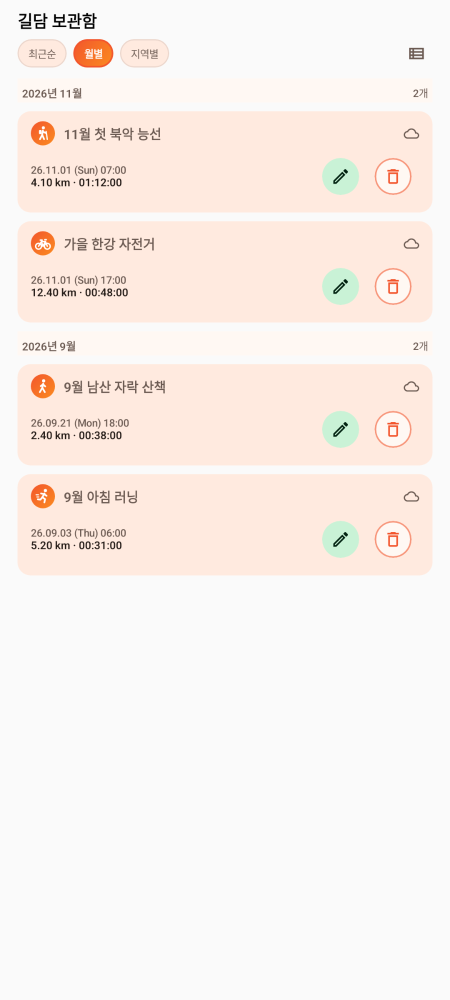 길담 보관함
최근순
월별
지역별
2026년 11월
2개
11월 첫 북악 능선
26.11.01 (Sun) 07:00
4.10 km · 01:12:00
가을 한강 자전거
26.11.01 (Sun) 17:00
12.40 km · 00:48:00
2026년 9월
2개
9월 남산 자락 산책
26.09.21 (Mon) 18:00
2.40 km · 00:38:00
9월 아침 러닝
26.09.03 (Thu) 06:00
5.20 km · 00:31:00